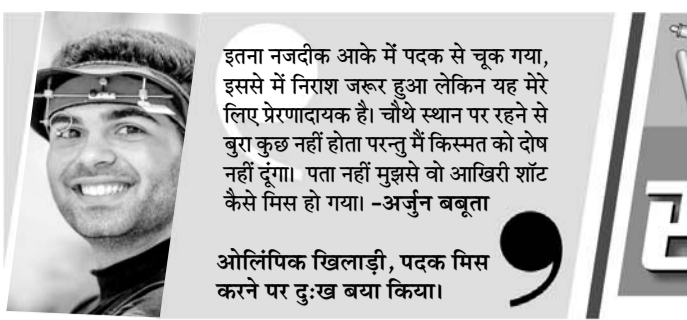 इतना नजदीक आके में पदक से चूक गया,
इससे में निराश जरूर हुआ लेकिन यह मेरे
लिए प्रेरणादायक है। चौथे स्थान पर रहने से
बुरा कुछ नहीं होता परन्तु मैं किस्मत को दोष
नहीं दूंगा। पता नहीं मुझसे वो आखिरी शॉट
कैसे मिस हो गया। -अर्जुन बबूता
ओलिंपिक खिलाड़ी, पदक मिस
करने पर दुःख बया किया।